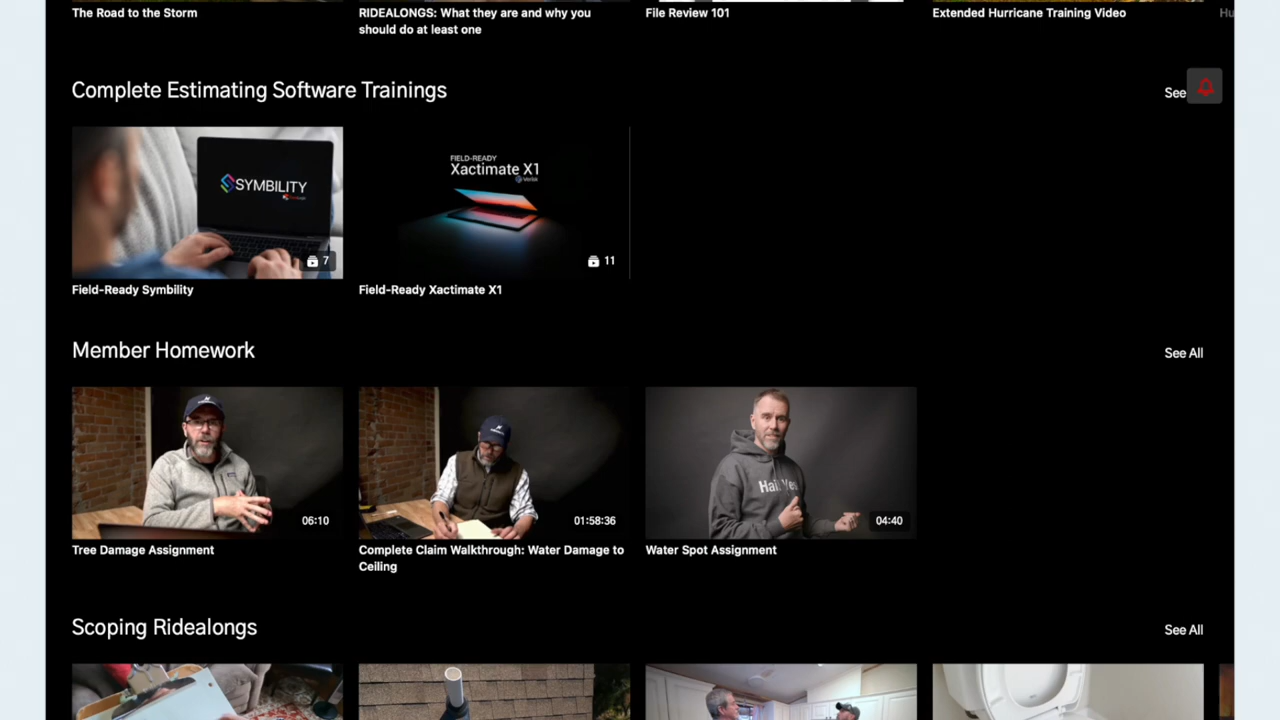 The Road to the Storm
RIDEALONGS: What they are and why you
should do at least one
File Review 101
Extended Hurricane Training Video
Hu
Complete Estimating Software Trainings
See
SYMBILITY
7
FIELD-READY
Xactimate X1
11
Field-Ready Symbility
Field-Ready Xactimate X1
Member Homework
See All
06:10
01:58:36
04:40
Tree Damage Assignment
Complete Claim Walkthrough: Water Damage to
Ceiling
Water Spot Assignment
Scoping Ridealongs
See All